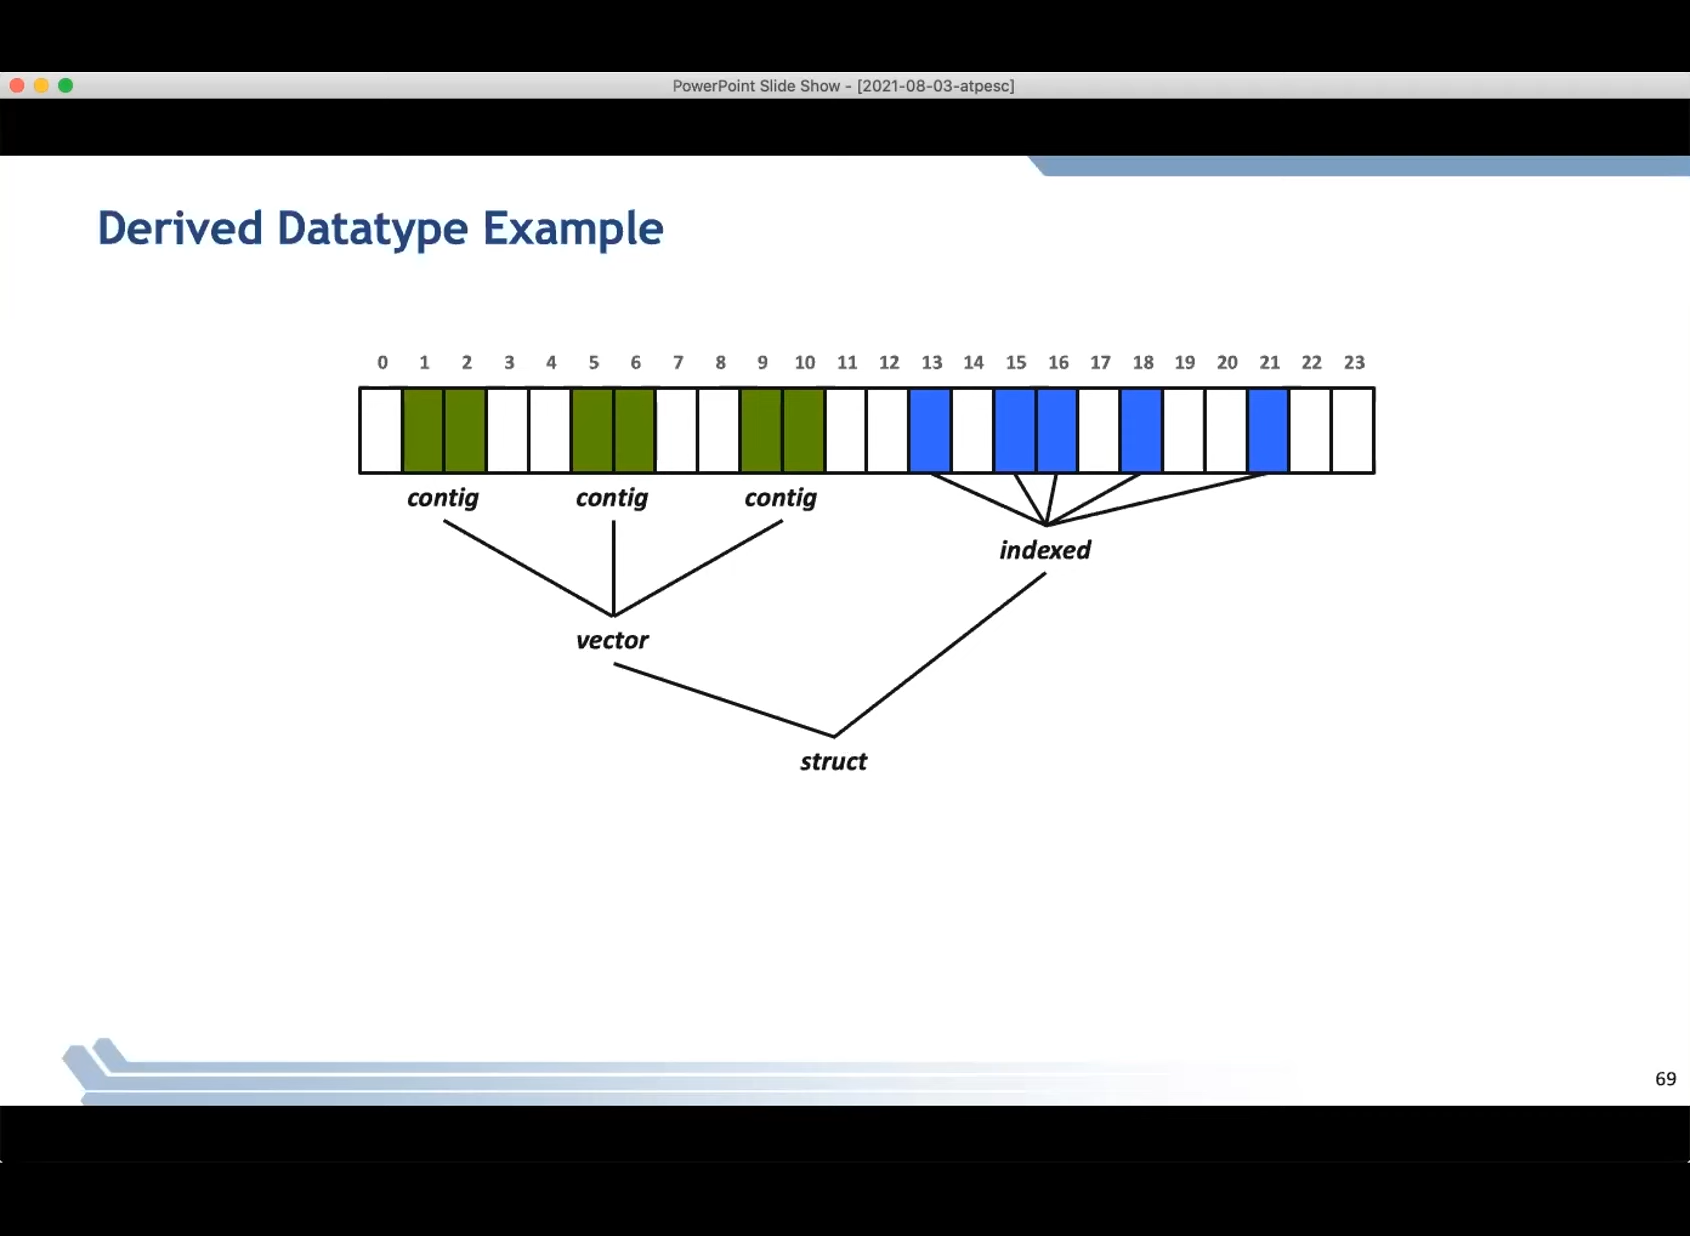 PowerPoint Slide Show - [2021-08-03-atpesc]
Derived Datatype Example
0 1 2 3 4 5 6 7 8 9 10 11 12 13 14 15 16 17 18 19 20 21 22 23
contig contig contig
indexed
vector
struct
69